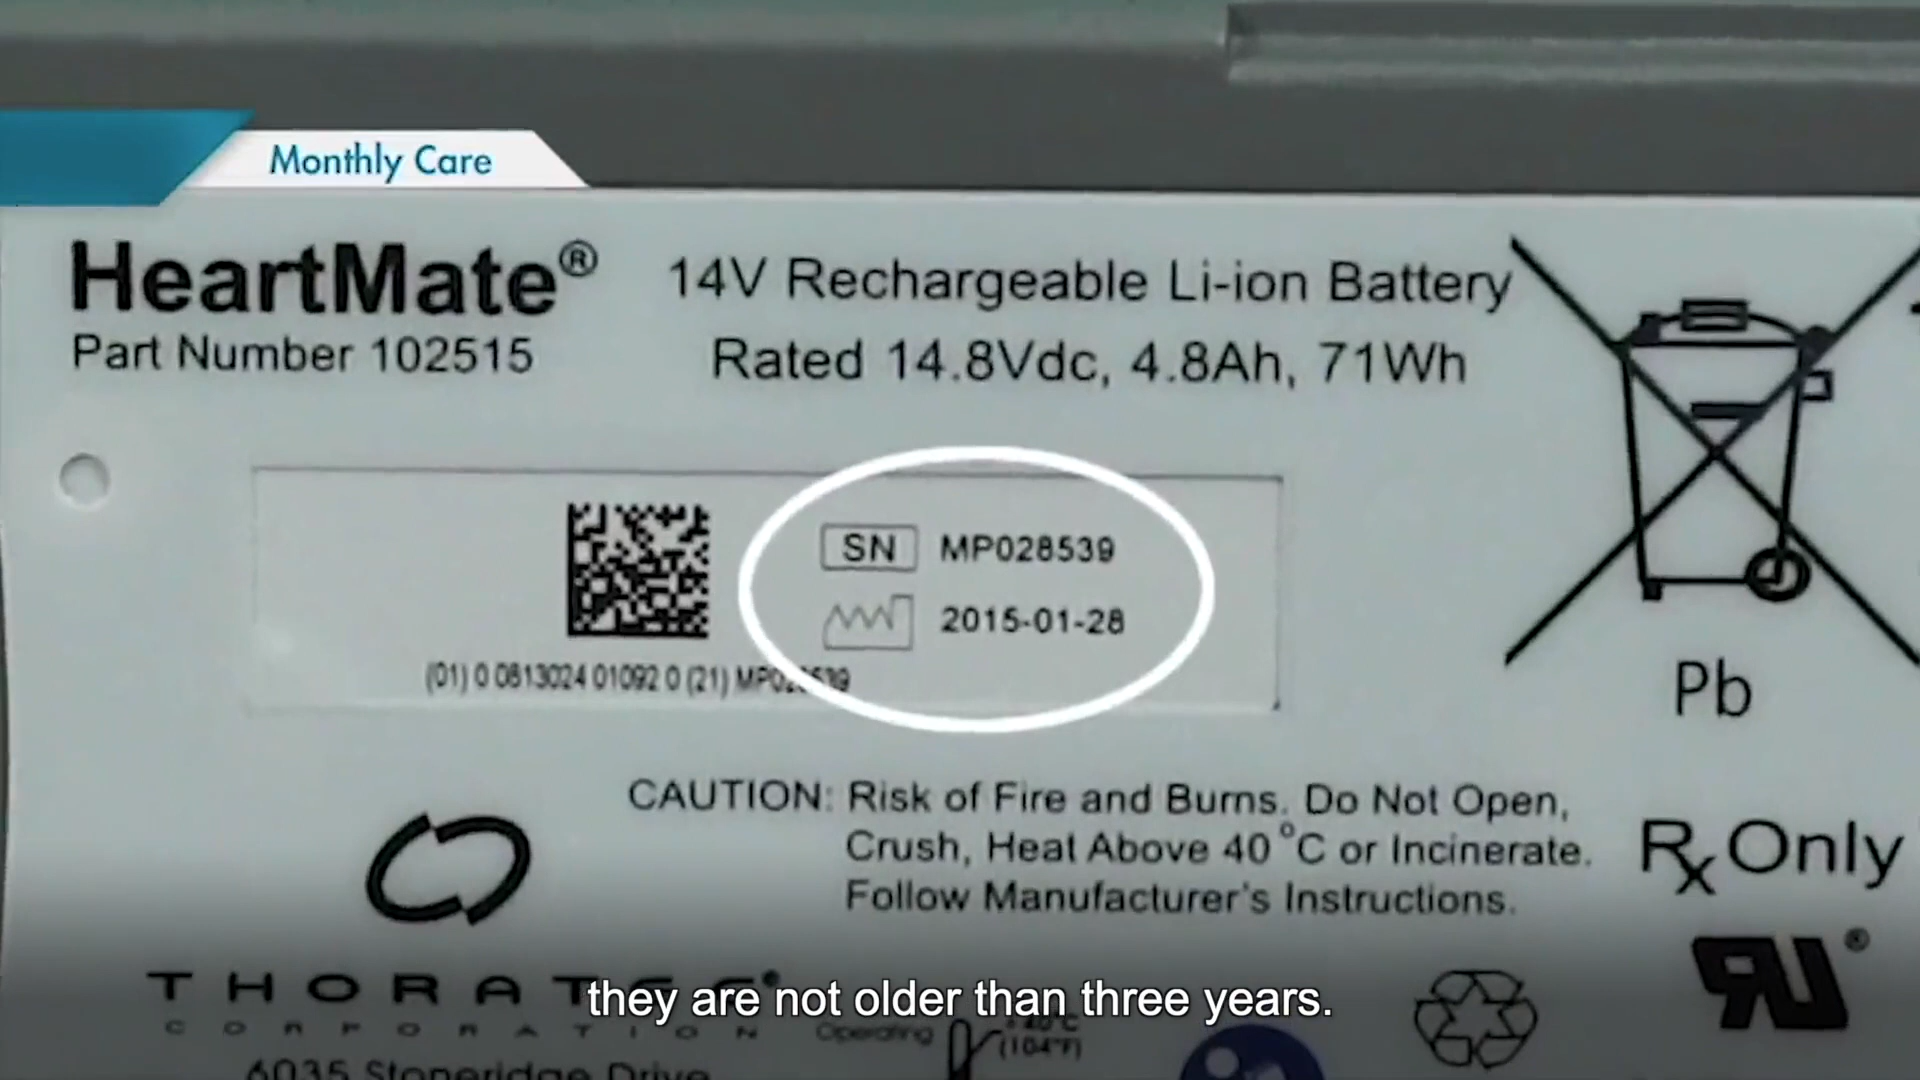 Monthly Care
HeartMate®
Part Number 102515
14V Rechargeable Li-ion Battery
Rated 14.8Vdc, 4.8Ah, 71Wh
SN MP028539
2015-01-28
(01) 0 0813024 01092 0 (21) MP028539
Pb
CAUTION: Risk of Fire and Burns. Do Not Open,
Crush, Heat Above 40°C or Incinerate.
Follow Manufacturer's Instructions.
Rx Only
THORATEC®
CORPORATION
they are not older than three years.
Operating
+40°C
(104°F)
6035 Stoneridge Drive